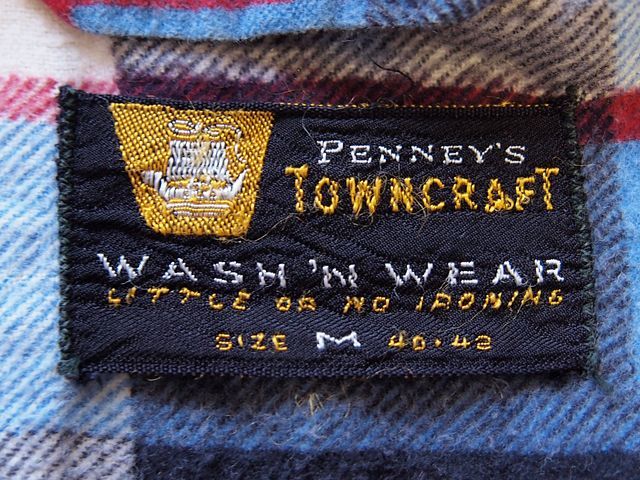 PENNEY'S
TOWNCRAFT
WASH 'N WEAR
LITTLE OR NO IRONING
SIZE M 40·42